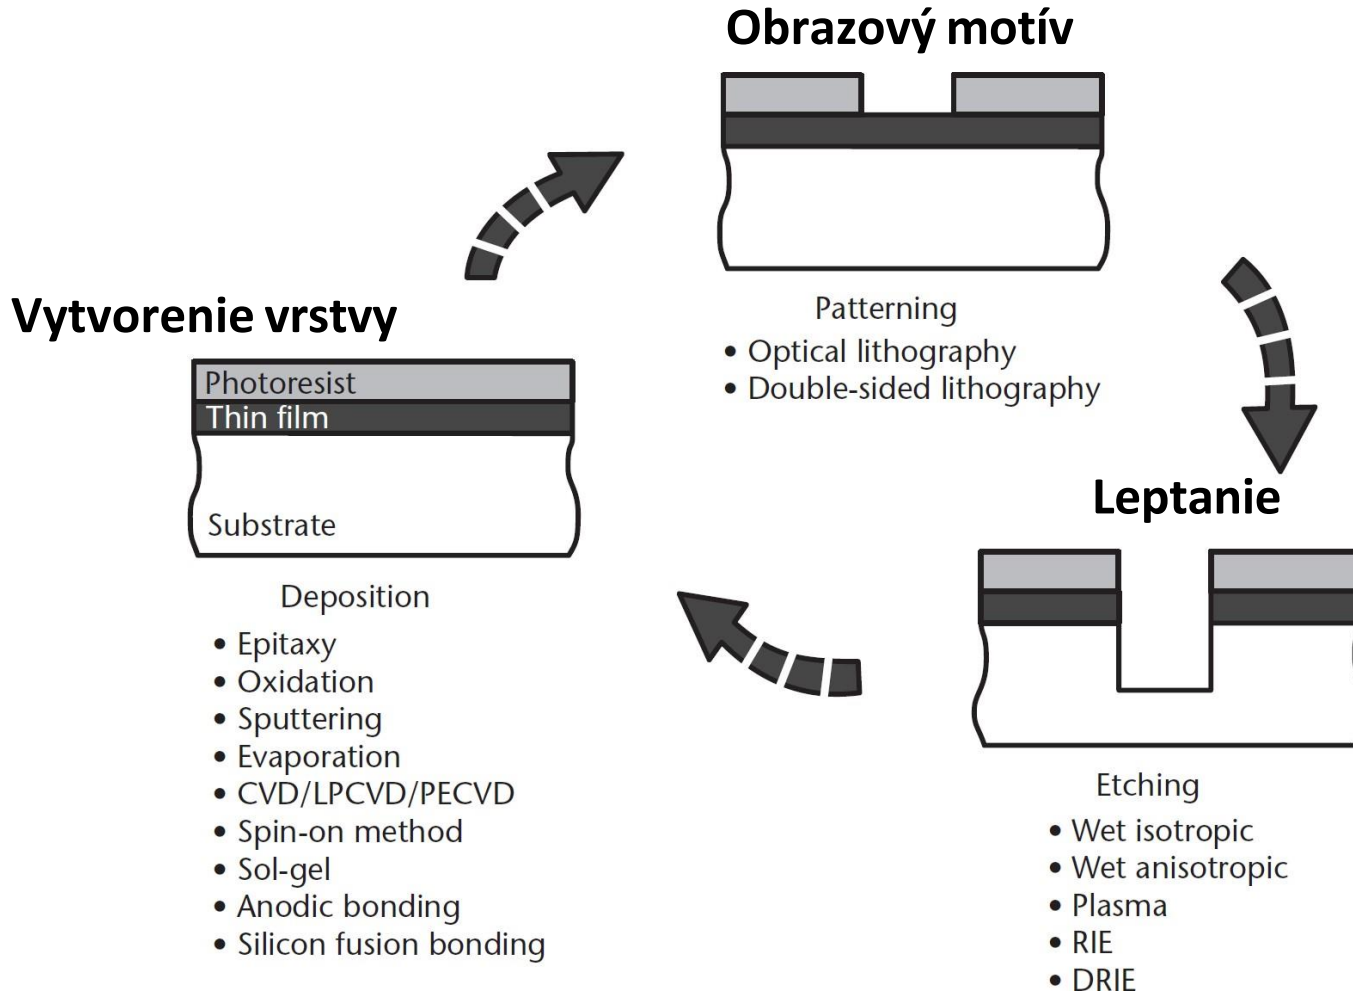 Obrazový motív
Patterning
• Optical lithography
• Double-sided lithography
Vytvorenie vrstvy
Photoresist
Thin film
Substrate
Deposition
• Epitaxy
• Oxidation
• Sputtering
• Evaporation
• CVD/LPCVD/PECVD
• Spin-on method
• Sol-gel
• Anodic bonding
• Silicon fusion bonding
Leptanie
Etching
• Wet isotropic
• Wet anisotropic
• Plasma
• RIE
• DRIE